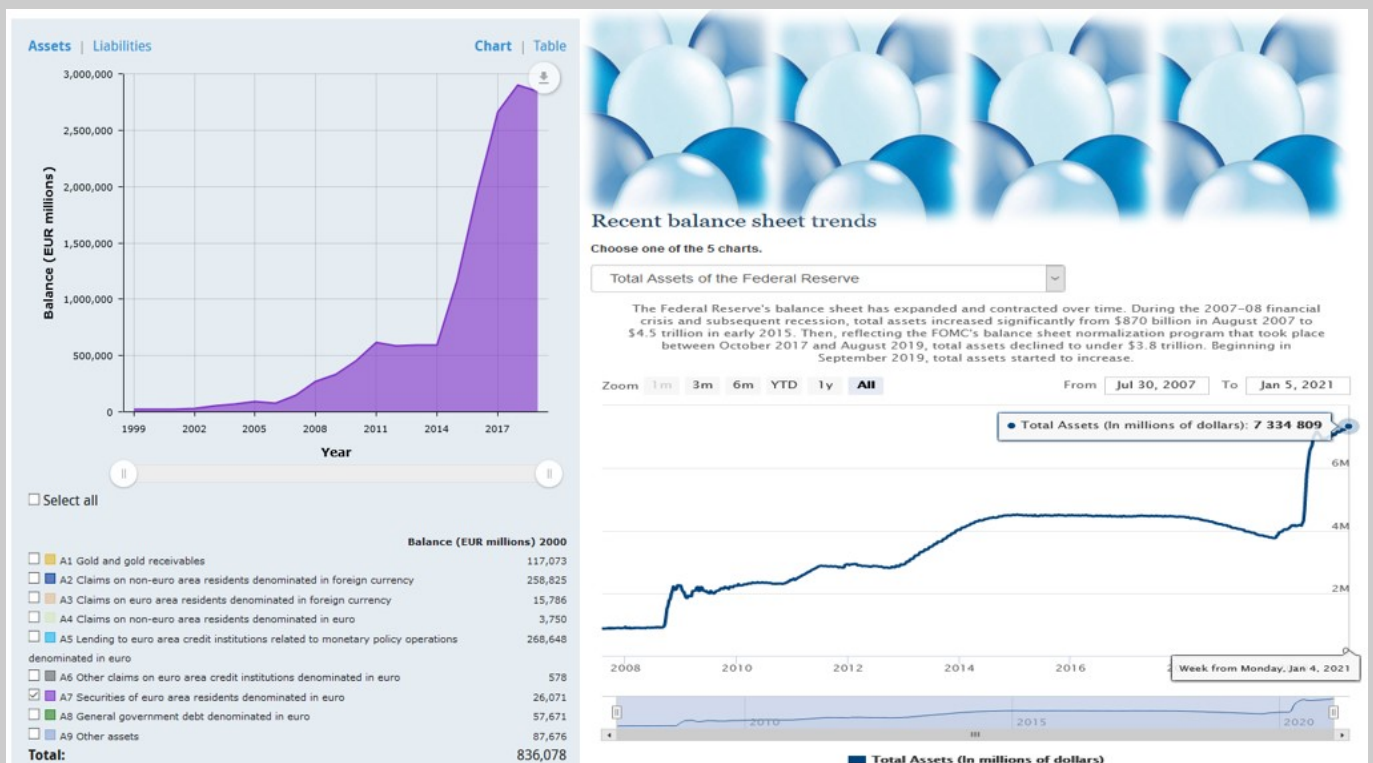 Assets | Liabilities
Chart | Table
3,000,000
2,500,000
2,000,000
1,500,000
1,000,000
500,000
0
Balance (EUR millions)
1999 2002 2005 2008 2011 2014 2017
Year
Select all
Balance (EUR millions) 2000
A1 Gold and gold receivables 117,073
A2 Claims on non-euro area residents denominated in foreign currency 258,825
A3 Claims on euro area residents denominated in foreign currency 15,786
A4 Claims on non-euro area residents denominated in euro 3,750
A5 Lending to euro area credit institutions related to monetary policy operations 268,648
denominated in euro
A6 Other claims on euro area credit institutions denominated in euro 578
A7 Securities of euro area residents denominated in euro 26,071
A8 General government debt denominated in euro 57,671
A9 Other assets 87,676
Total: 836,078
Recent balance sheet trends
Choose one of the 5 charts.
Total Assets of the Federal Reserve
The Federal Reserve's balance sheet has expanded and contracted over time. During the 2007-08 financial
crisis and subsequent recession, total assets increased significantly from $870 billion in August 2007 to
$4.5 trillion in early 2015. Then, reflecting the FOMC's balance sheet normalization program that took place
between October 2017 and August 2019, total assets declined to under $3.8 trillion. Beginning in
September 2019, total assets started to increase.
Zoom 1m 3m 6m YTD 1y All From Jul 30, 2007 To Jan 5, 2021
Total Assets (In millions of dollars): 7 334 809
6M
4M
2M
0
2008 2010 2012 2014 2016 2
Week from Monday, Jan 4, 2021
2010 2015 2020
Total Assets (In millions of dollars)